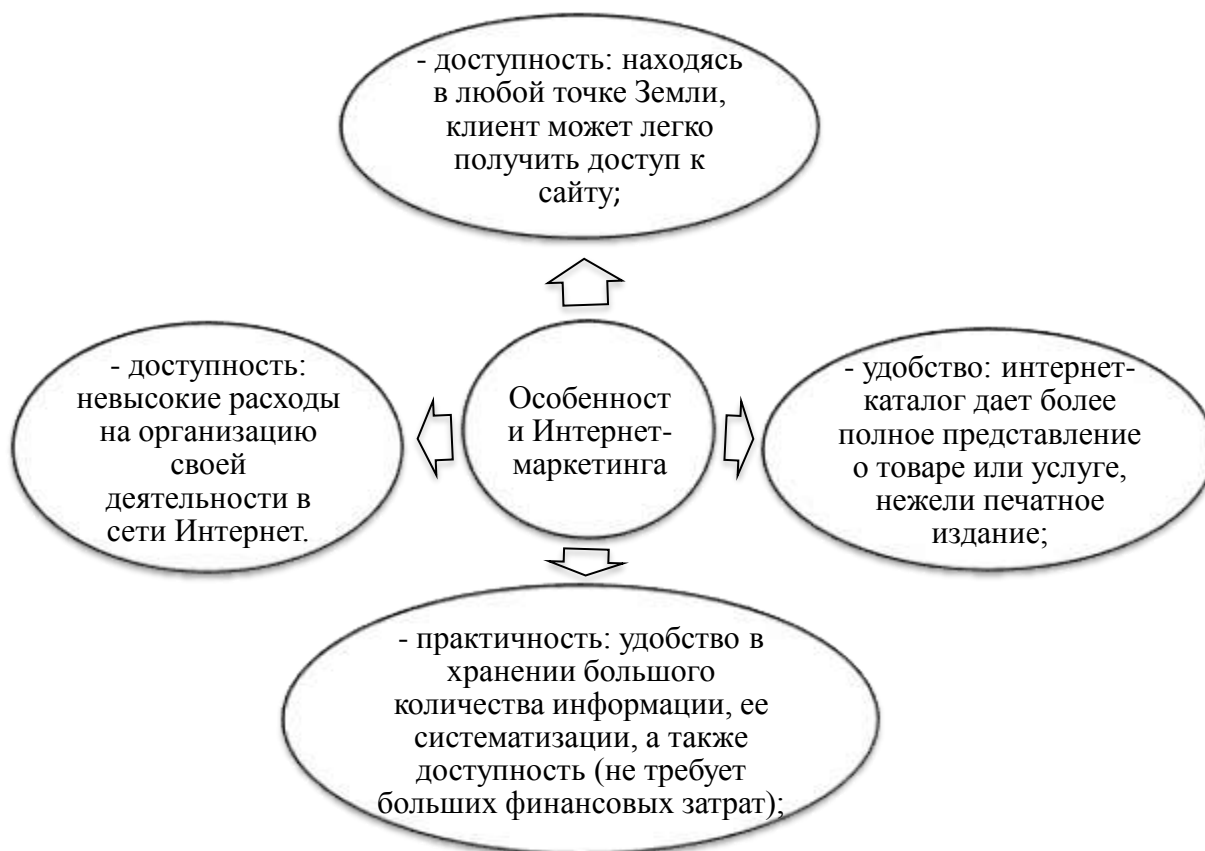 - доступность: находясь
в любой точке Земли,
клиент может легко
получить доступ к
сайту;
- доступность:
невысокие расходы
на организацию
своей
деятельности в
сети Интернет.
Особенност
и Интернет-
маркетинга
- удобство: интернет-
каталог дает более
полное представление
о товаре или услуге,
нежели печатное
издание;
- практичность: удобство в
хранении большого
количества информации, ее
систематизации, а также
доступность (не требует
больших финансовых затрат);